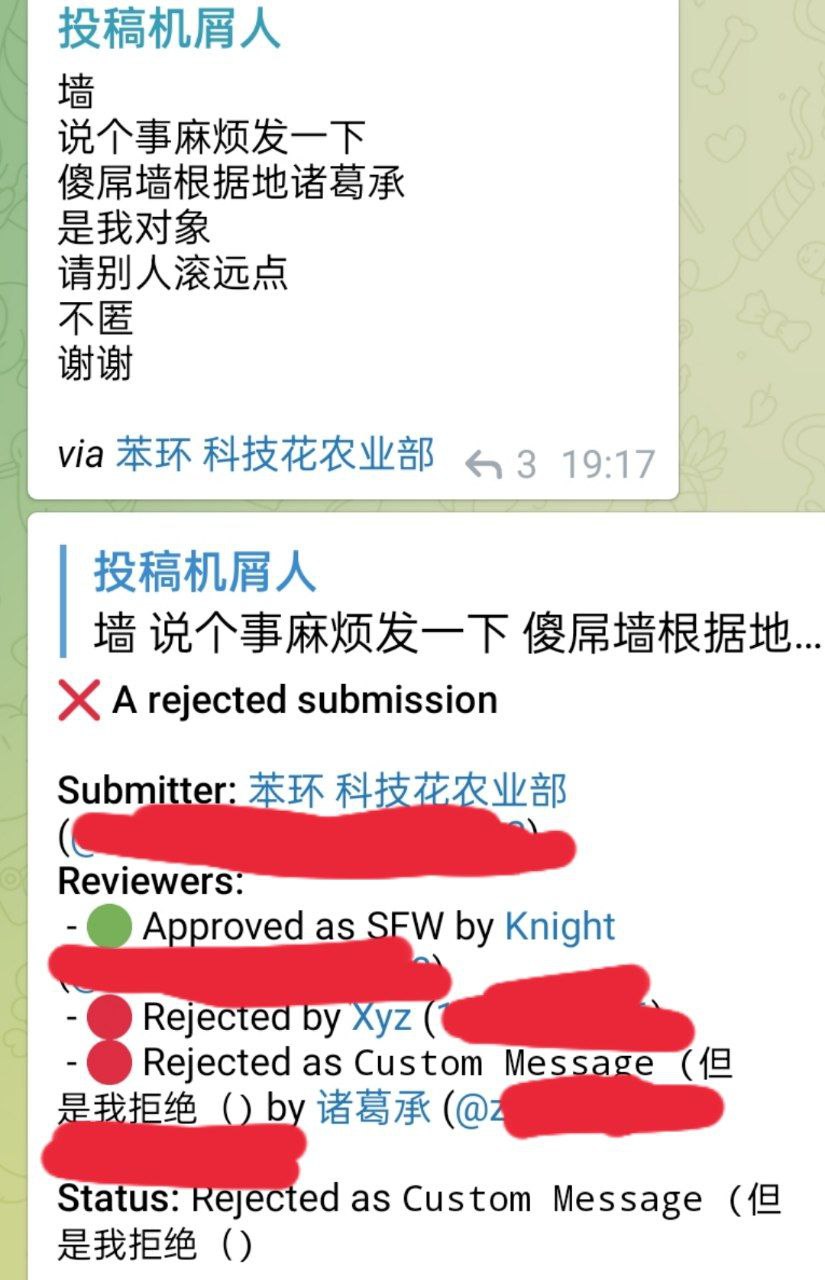 投稿机屑人
墙
说个事麻烦发一下
傻屌墙根据地诸葛承
是我对象
请别人滚远点
不匿
谢谢
via 苯环 科技花农业部 3 19:17
投稿机屑人
墙 说个事麻烦发一下 傻屌墙根据地...
❌ A rejected submission
Submitter: 苯环 科技花农业部
(@
Reviewers:
- 🟢 Approved as SFW by Knight
- 🔴 Rejected by Xyz (
- 🔴 Rejected as Custom Message (但
是我拒绝 () by 诸葛承 (@z
Status: Rejected as Custom Message (但
是我拒绝 ()